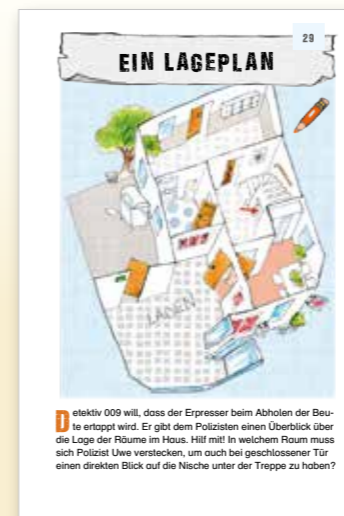 29
EIN LAGEPLAN
LADEN
Detektiv 009 will, dass der Erpresser beim Abholen der Beu-
te ertappt wird. Er gibt dem Polizisten einen Überblick über
die Lage der Räume im Haus. Hilf mit! In welchem Raum muss
sich Polizist Uwe verstecken, um auch bei geschlossener Tür
einen direkten Blick auf die Nische unter der Treppe zu haben?